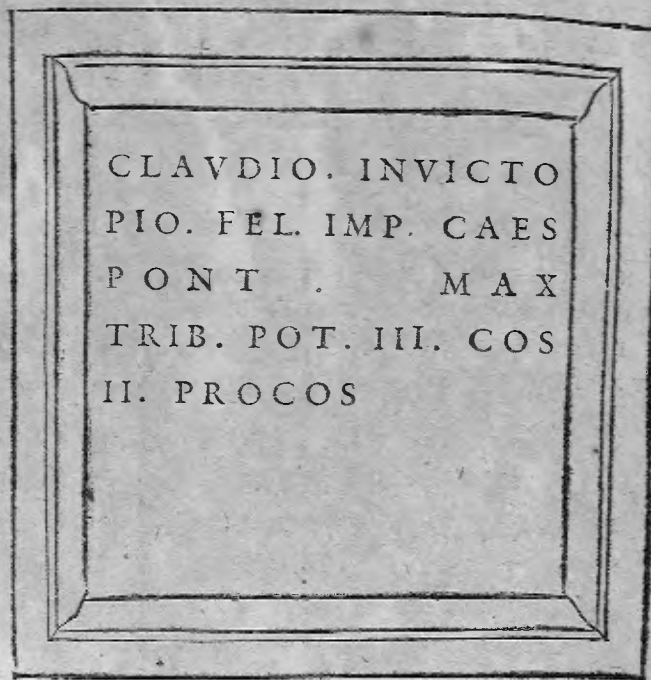 CLAVDIO. INVICTO
PIO. FEL. IMP. CAES
PONT . MAX
TRIB. POT. III. COS
II. PROCOS